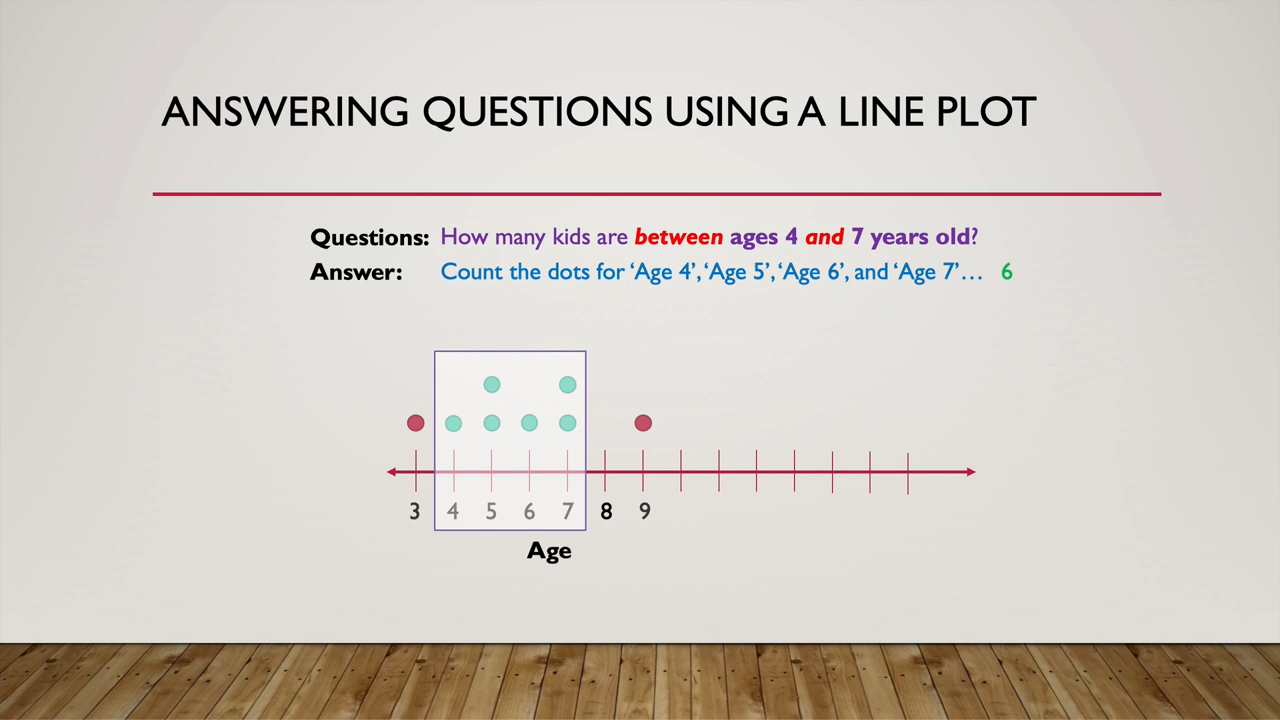 ANSWERING QUESTIONS USING A LINE PLOT
Questions: How many kids are between ages 4 and 7 years old?
Answer: Count the dots for ‘Age 4’, ‘Age 5’, ‘Age 6’, and ‘Age 7’… 6
3 4 5 6 7 8 9
Age